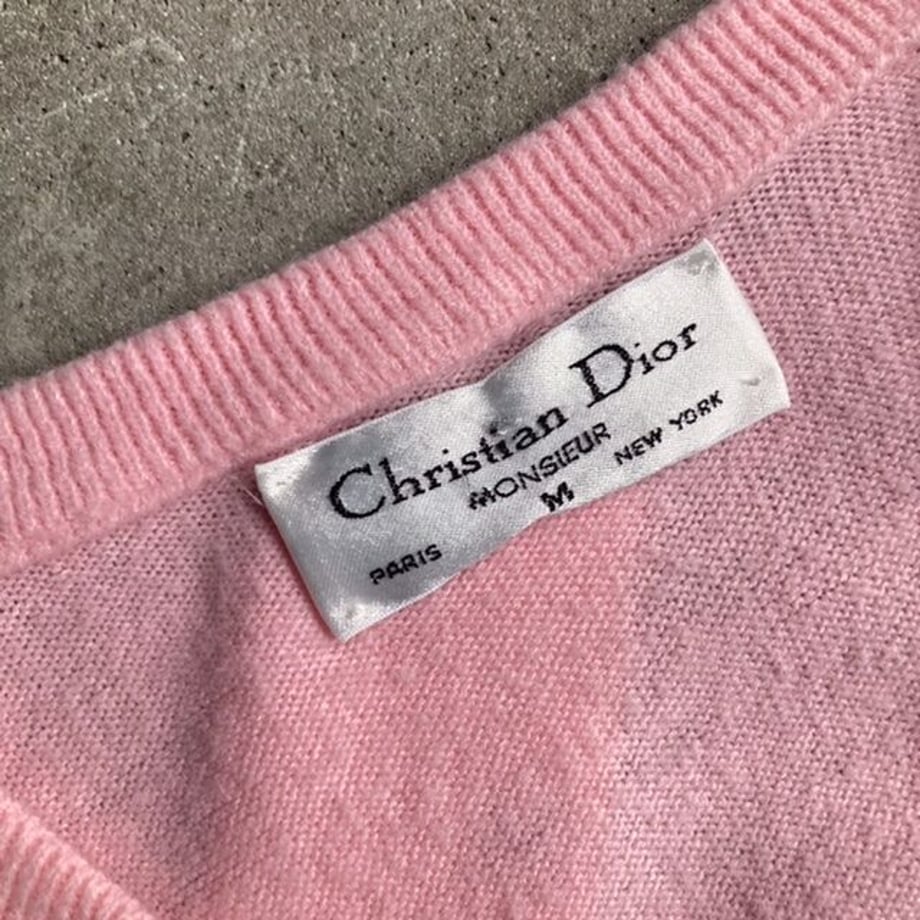 Christian Dior
MONSIEUR
PARIS M NEW YORK